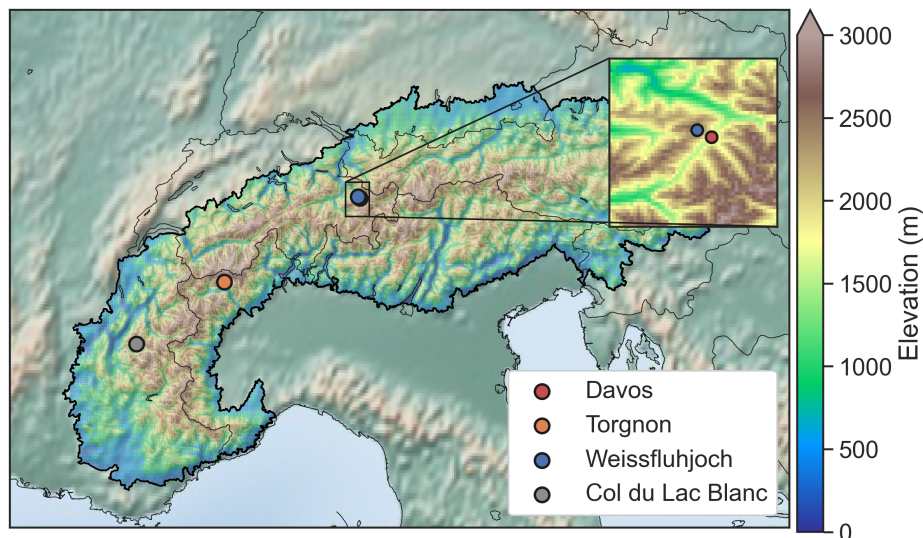 Davos
Torgnon
Weissfluhjoch
Col du Lac Blanc
3000
2500
2000
1500
1000
500
0
Elevation (m)